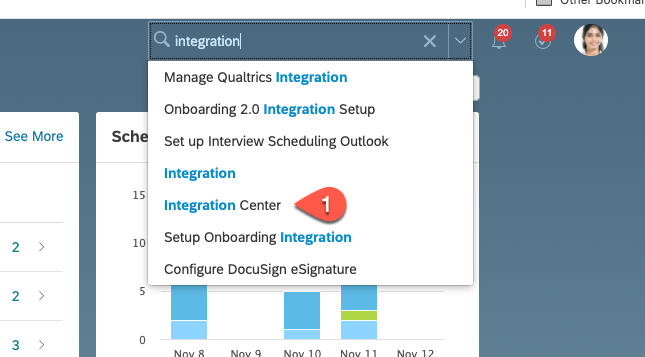 Other Bookmar
integration
20
11
Manage Qualtrics Integration
Onboarding 2.0 Integration Setup
Set up Interview Scheduling Outlook
Integration
Integration Center
1
Setup Onboarding Integration
Configure DocuSign eSignature
See More
Sche
2
2
3
15
10
5
0
Nov 8
Nov 9
Nov 10
Nov 11
Nov 12